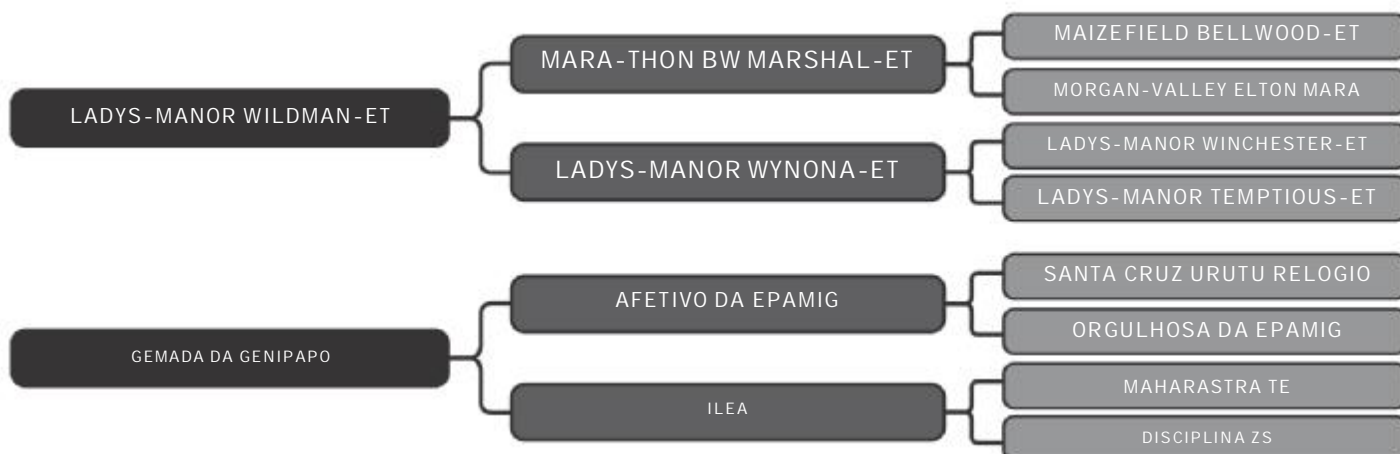 LADYS-MANOR WILDMAN-ET
MARA-THON BW MARSHAL-ET
MAIZEFIELD BELLWOOD-ET
MORGAN-VALLEY ELTON MARA
LADYS-MANOR WYNONA-ET
LADYS-MANOR WINCHESTER-ET
LADYS-MANOR TEMPTIOUS-ET
GEMADA DA GENIPAPO
AFETIVO DA EPAMIG
SANTA CRUZ URUTU RELOGIO
ORGULHOSA DA EPAMIG
ILEA
MAHARASTRA TE
DISCIPLINA ZS